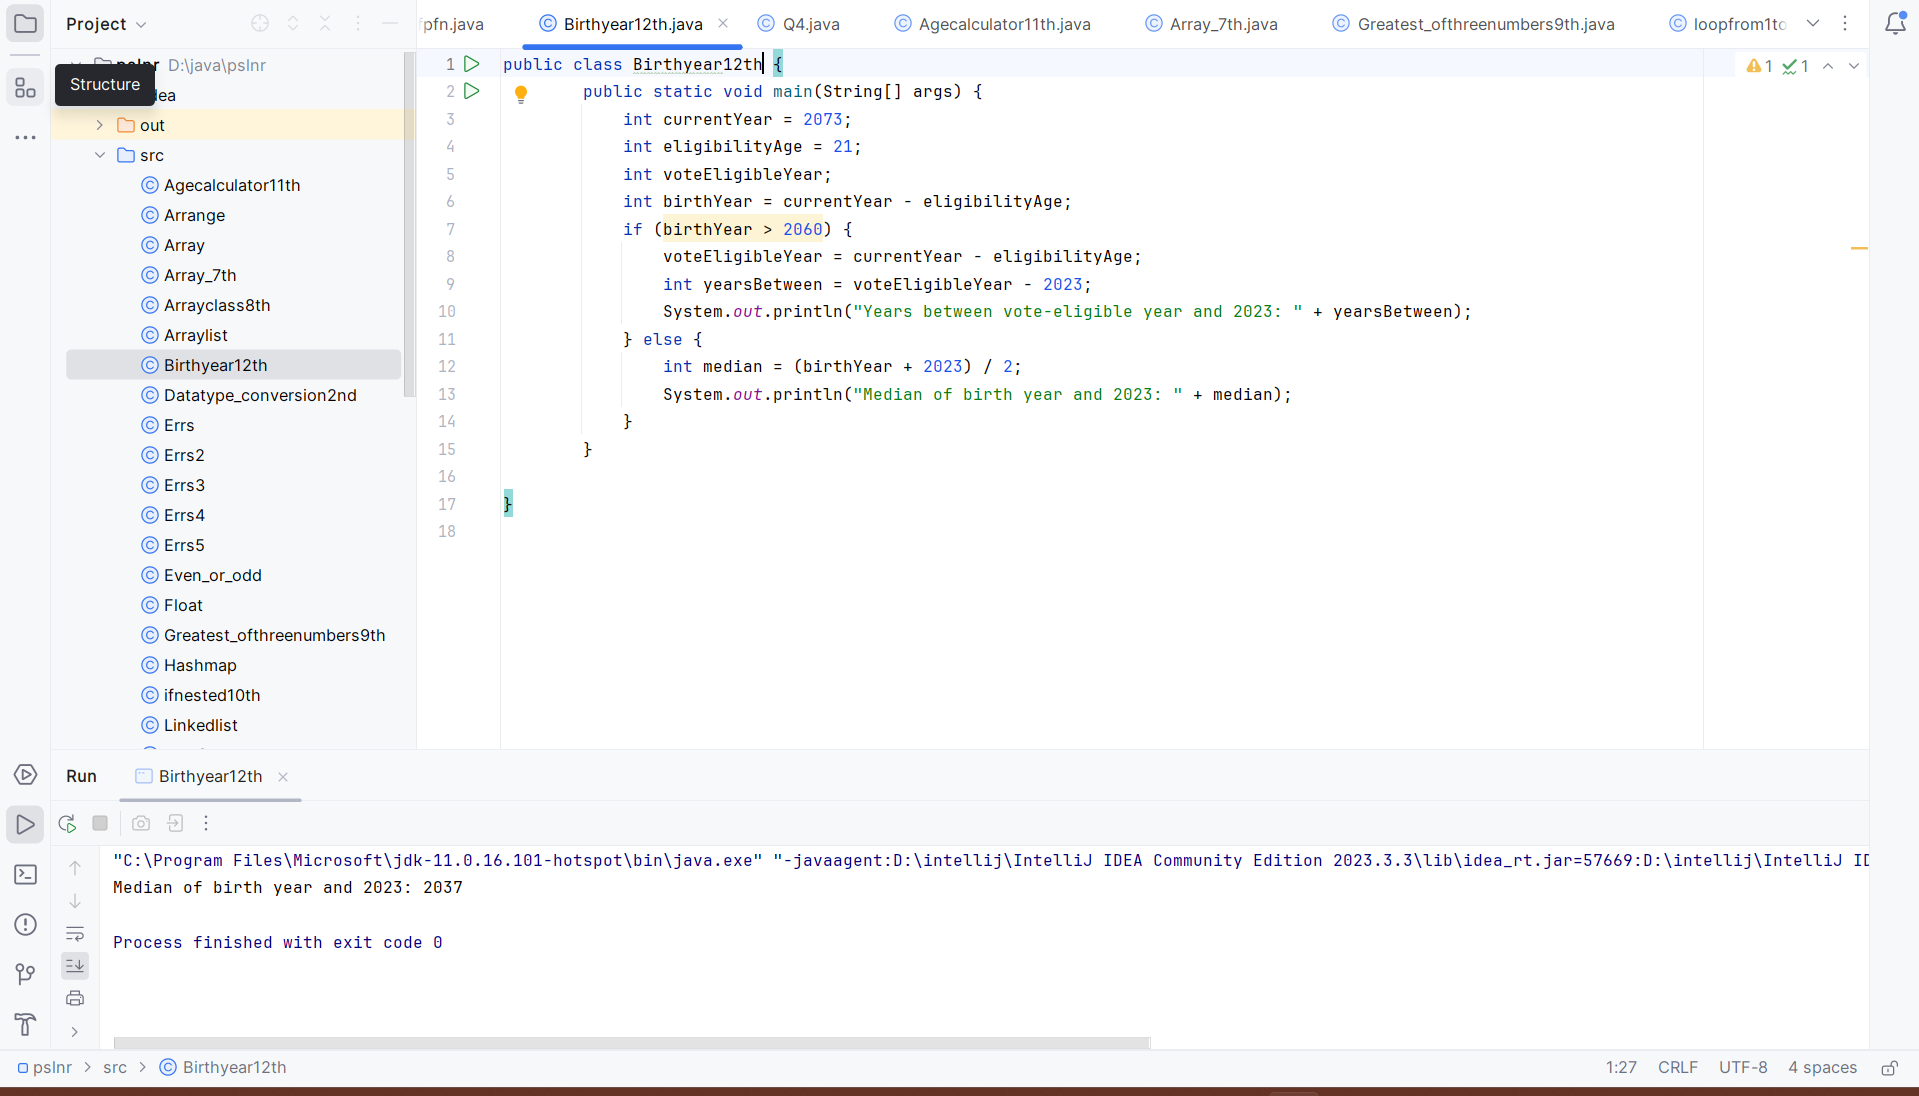 Project
fpfn.java
Birthyear12th.java
Q4.java
Agecalculator11th.java
Array_7th.java
Greatest_ofthreenumbers9th.java
loopfrom1to
pslnr D:\java\pslnr
Structure
dea
out
src
Agecalculator11th
Arrange
Array
Array_7th
Arrayclass8th
Arraylist
Birthyear12th
Datatype_conversion2nd
Errs
Errs2
Errs3
Errs4
Errs5
Even_or_odd
Float
Greatest_ofthreenumbers9th
Hashmap
ifnested10th
Linkedlist
1 public class Birthyear12th {
1 1
2 public static void main(String[] args) {
3 int currentYear = 2073;
4 int eligibilityAge = 21;
5 int voteEligibleYear;
6 int birthYear = currentYear - eligibilityAge;
7 if (birthYear > 2060) {
8 voteEligibleYear = currentYear - eligibilityAge;
9 int yearsBetween = voteEligibleYear - 2023;
10 System.out.println("Years between vote-eligible year and 2023: " + yearsBetween);
11 } else {
12 int median = (birthYear + 2023) / 2;
13 System.out.println("Median of birth year and 2023: " + median);
14 }
15 }
16
17 }
18
Run Birthyear12th
"C:\Program Files\Microsoft\jdk-11.0.16.101-hotspot\bin\java.exe" "-javaagent:D:\intellij\IntelliJ IDEA Community Edition 2023.3.3\lib\idea_rt.jar=57669:D:\intellij\IntelliJ ID
Median of birth year and 2023: 2037
Process finished with exit code 0
pslnr > src > Birthyear12th
1:27 CRLF UTF-8 4 spaces